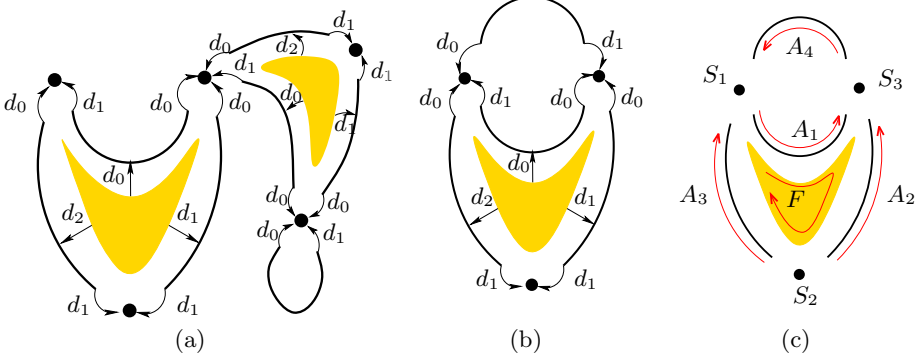 d₀ d₁ d₀ d₀ d₀ d₂ d₁ d₁ d₁
d₀ d₁ d₀ d₂ d₁ d₁ d₁
d₀ d₀ d₀ d₁
d₀ d₁ d₀ d₁ d₀ d₀ d₀ d₂ d₁ d₁ d₁
A₄ S₁ S₃ A₁ A₃ F A₂ S₂
(a) (b) (c)